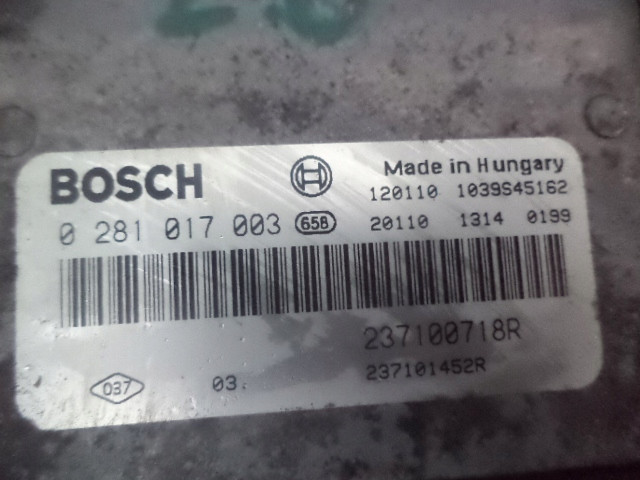 BOSCH
Made in Hungary
120110 1039S45162
0 281 017 003 658
20110 1314 0199
237100718R
037 03. 237101452R